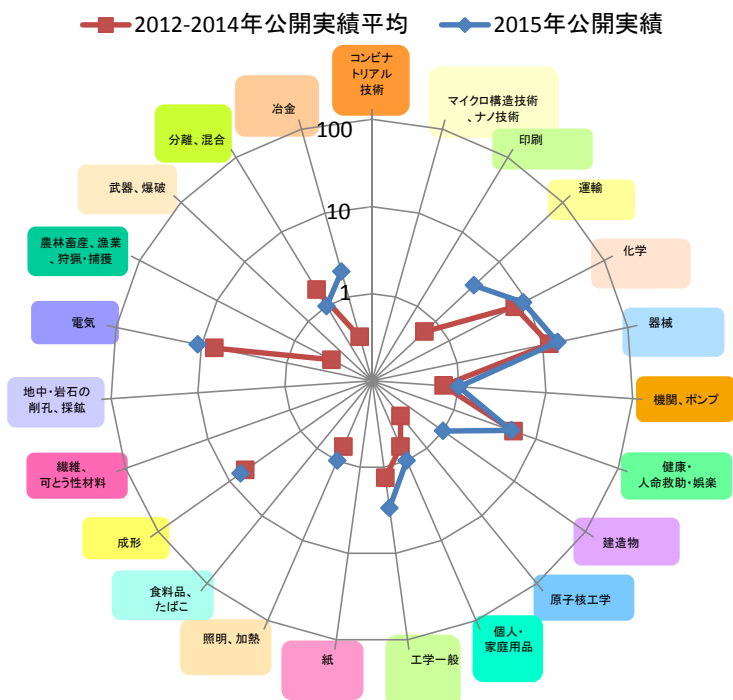 2012-2014年公開実績平均
2015年公開実績
コンビナ
トリアル
技術
マイクロ構造技術
、ナノ技術
印刷
運輸
化学
器械
機関、ポンプ
健康・
人命救助・娯楽
建造物
原子核工学
個人・
家庭用品
工学一般
紙
照明、加熱
食料品、
たばこ
成形
繊維、
可とう性材料
地中・岩石の
削孔、採鉱
電気
農林畜産、漁業
、狩猟・捕獲
武器、爆破
分離、混合
冶金
100
10
1